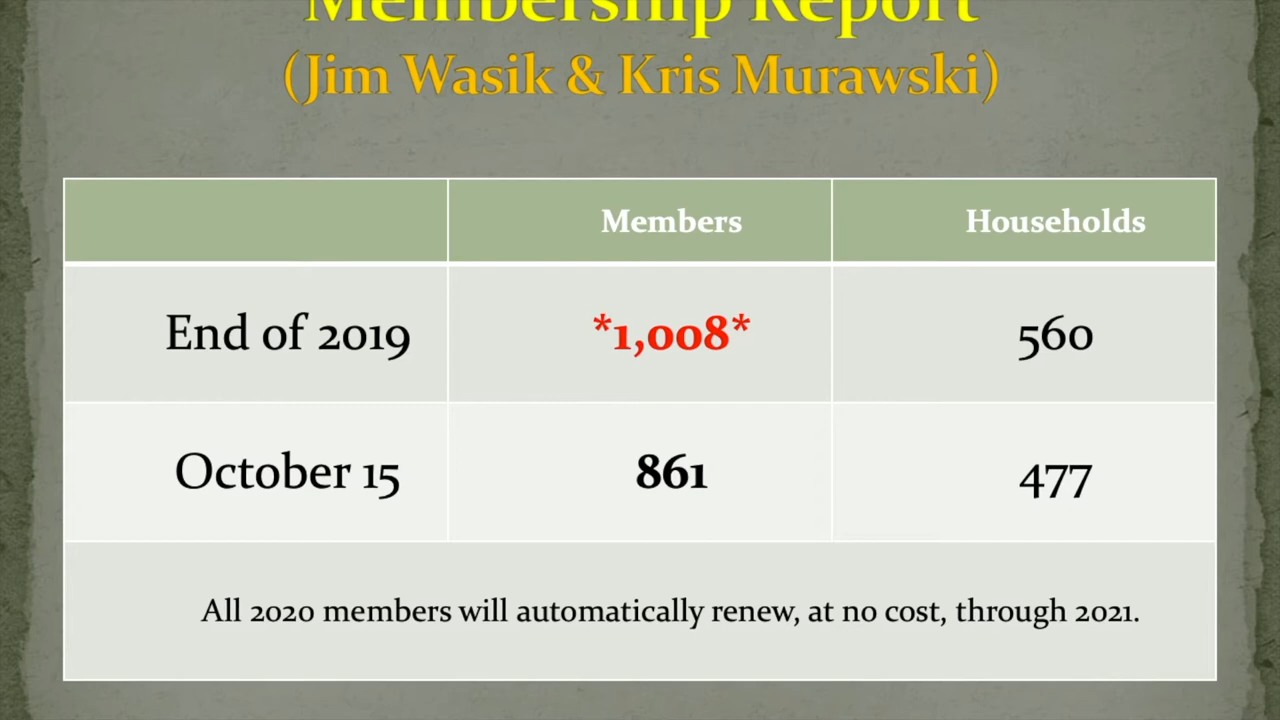 Membership Report
(Jim Wasik & Kris Murawski)
Members Households
End of 2019 *1,008* 560
October 15 861 477
All 2020 members will automatically renew, at no cost, through 2021.